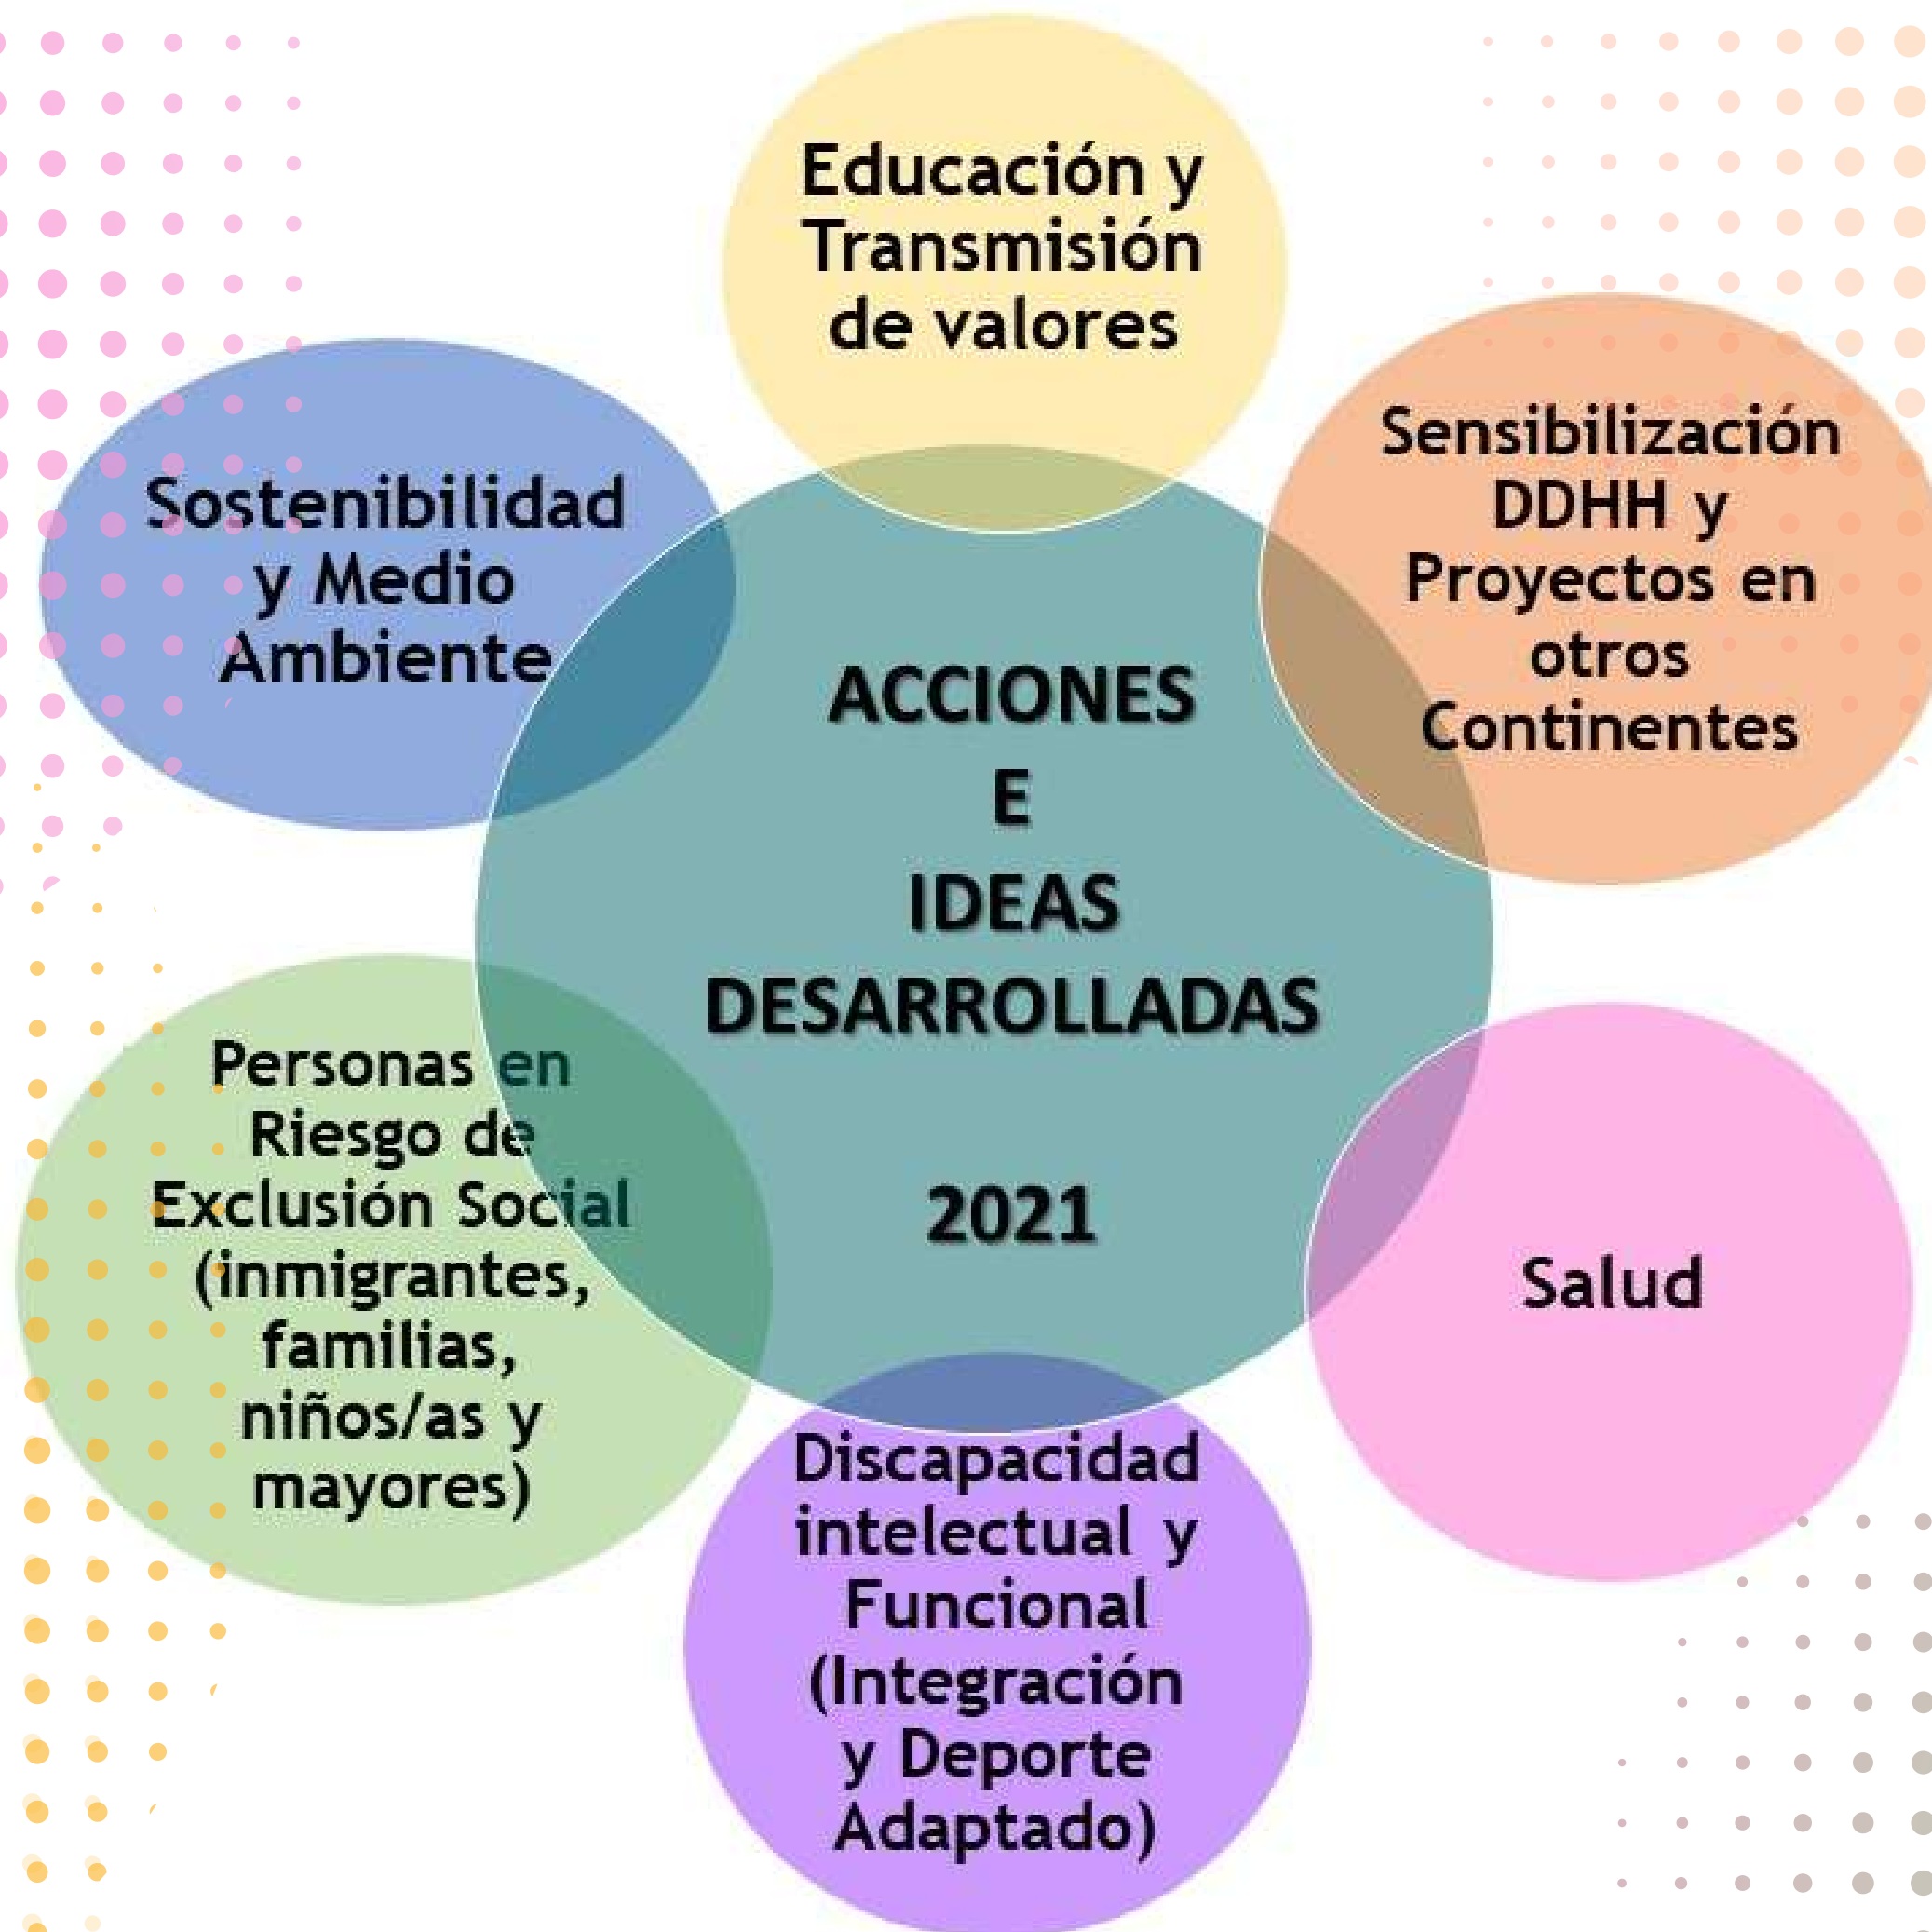 Educación y
Transmisión
de valores
Sensibilización
DDHH y
Proyectos en
otros
Continentes
Sostenibilidad
y Medio
Ambiente
ACCIONES
E
IDEAS
DESARROLLADAS
2021
Personas en
Riesgo de
Exclusión Social
(inmigrantes,
familias,
niños/as y
mayores)
Salud
Discapacidad
intelectual y
Funcional
(Integración
y Deporte
Adaptado)